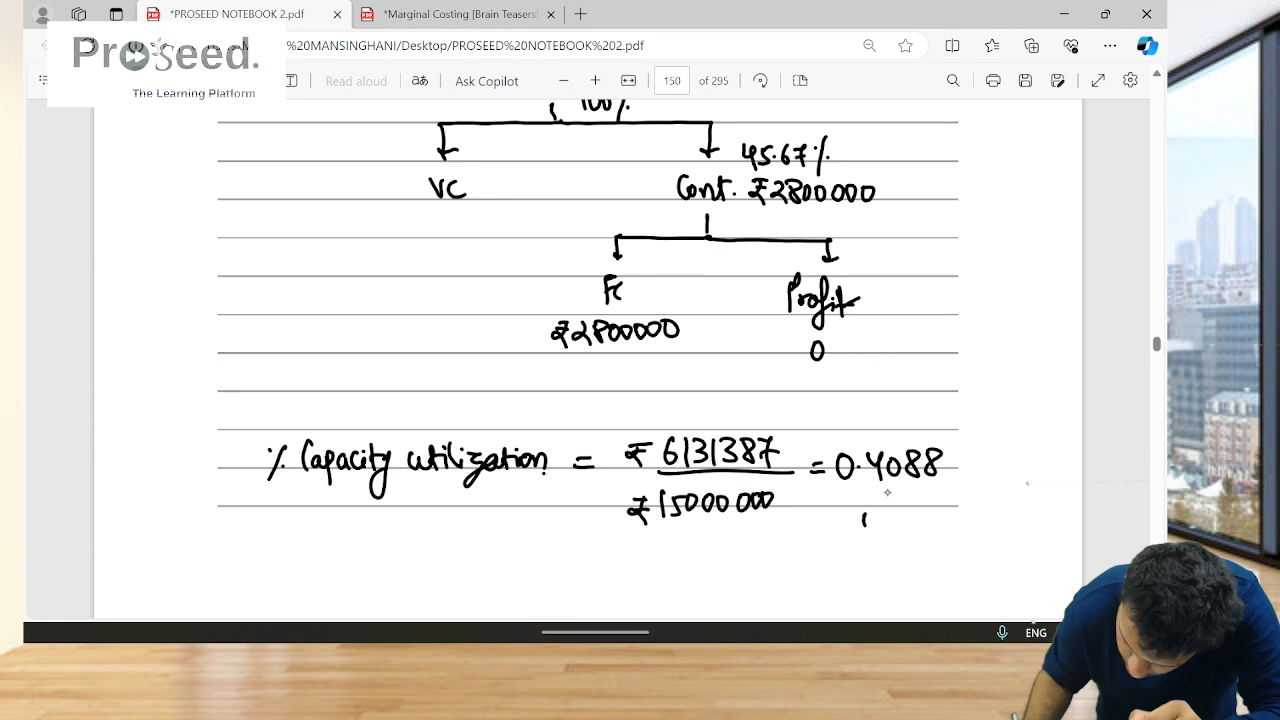 *PROSEED NOTEBOOK 2.pdf
*Marginal Costing [Brain Teasers]
Proseed.
The Learning Platform
%20MANSINGHANI/Desktop/PROSEED%20NOTEBOOK%202.pdf
Read aloud
Ask Copilot
150 of 295
100%
45.67%
VC
Cont. ₹2800000
FC
Profit
₹2800000
0
% Capacity utilization = ₹6131387 = 0.4088
₹15000000
ENG